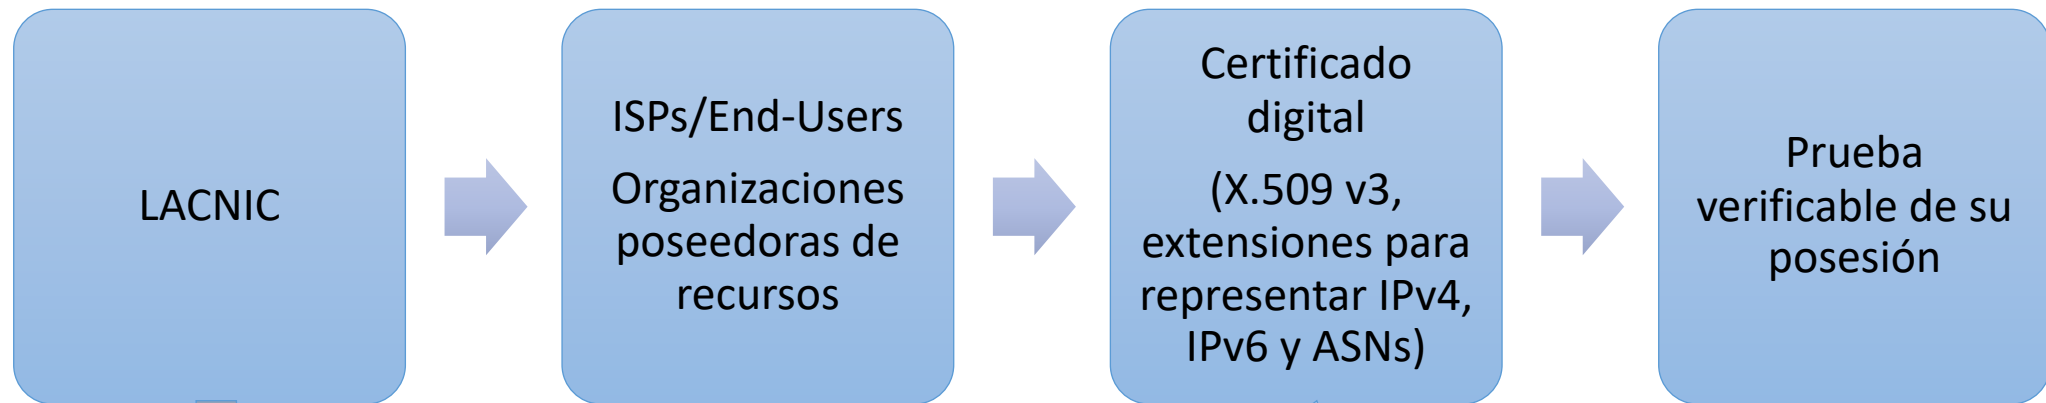 LACNIC
ISPs/End-Users
Organizaciones
poseedoras de
recursos
Certificado
digital
(X.509 v3,
extensiones para
representar IPv4,
IPv6 y ASNs)
Prueba
verificable de su
posesión